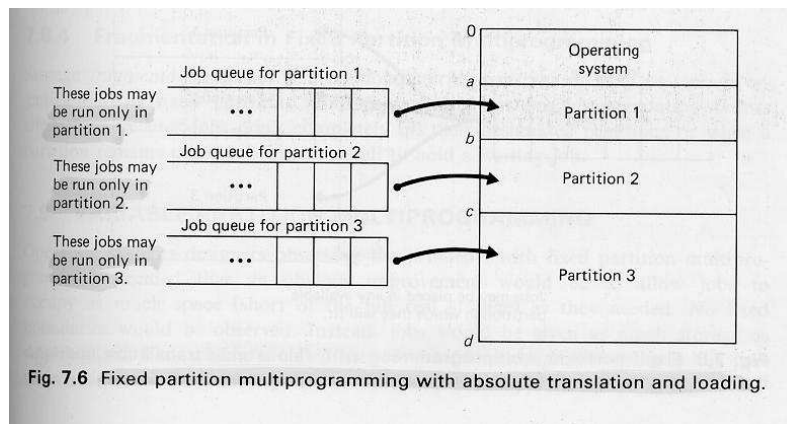 0
Operating
system
a
Job queue for partition 1
These jobs may
be run only in
partition 1.
...
Partition 1
b
Job queue for partition 2
These jobs may
be run only in
partition 2.
...
Partition 2
c
Job queue for partition 3
These jobs may
be run only in
partition 3.
...
Partition 3
d
Fig. 7.6 Fixed partition multiprogramming with absolute translation and loading.